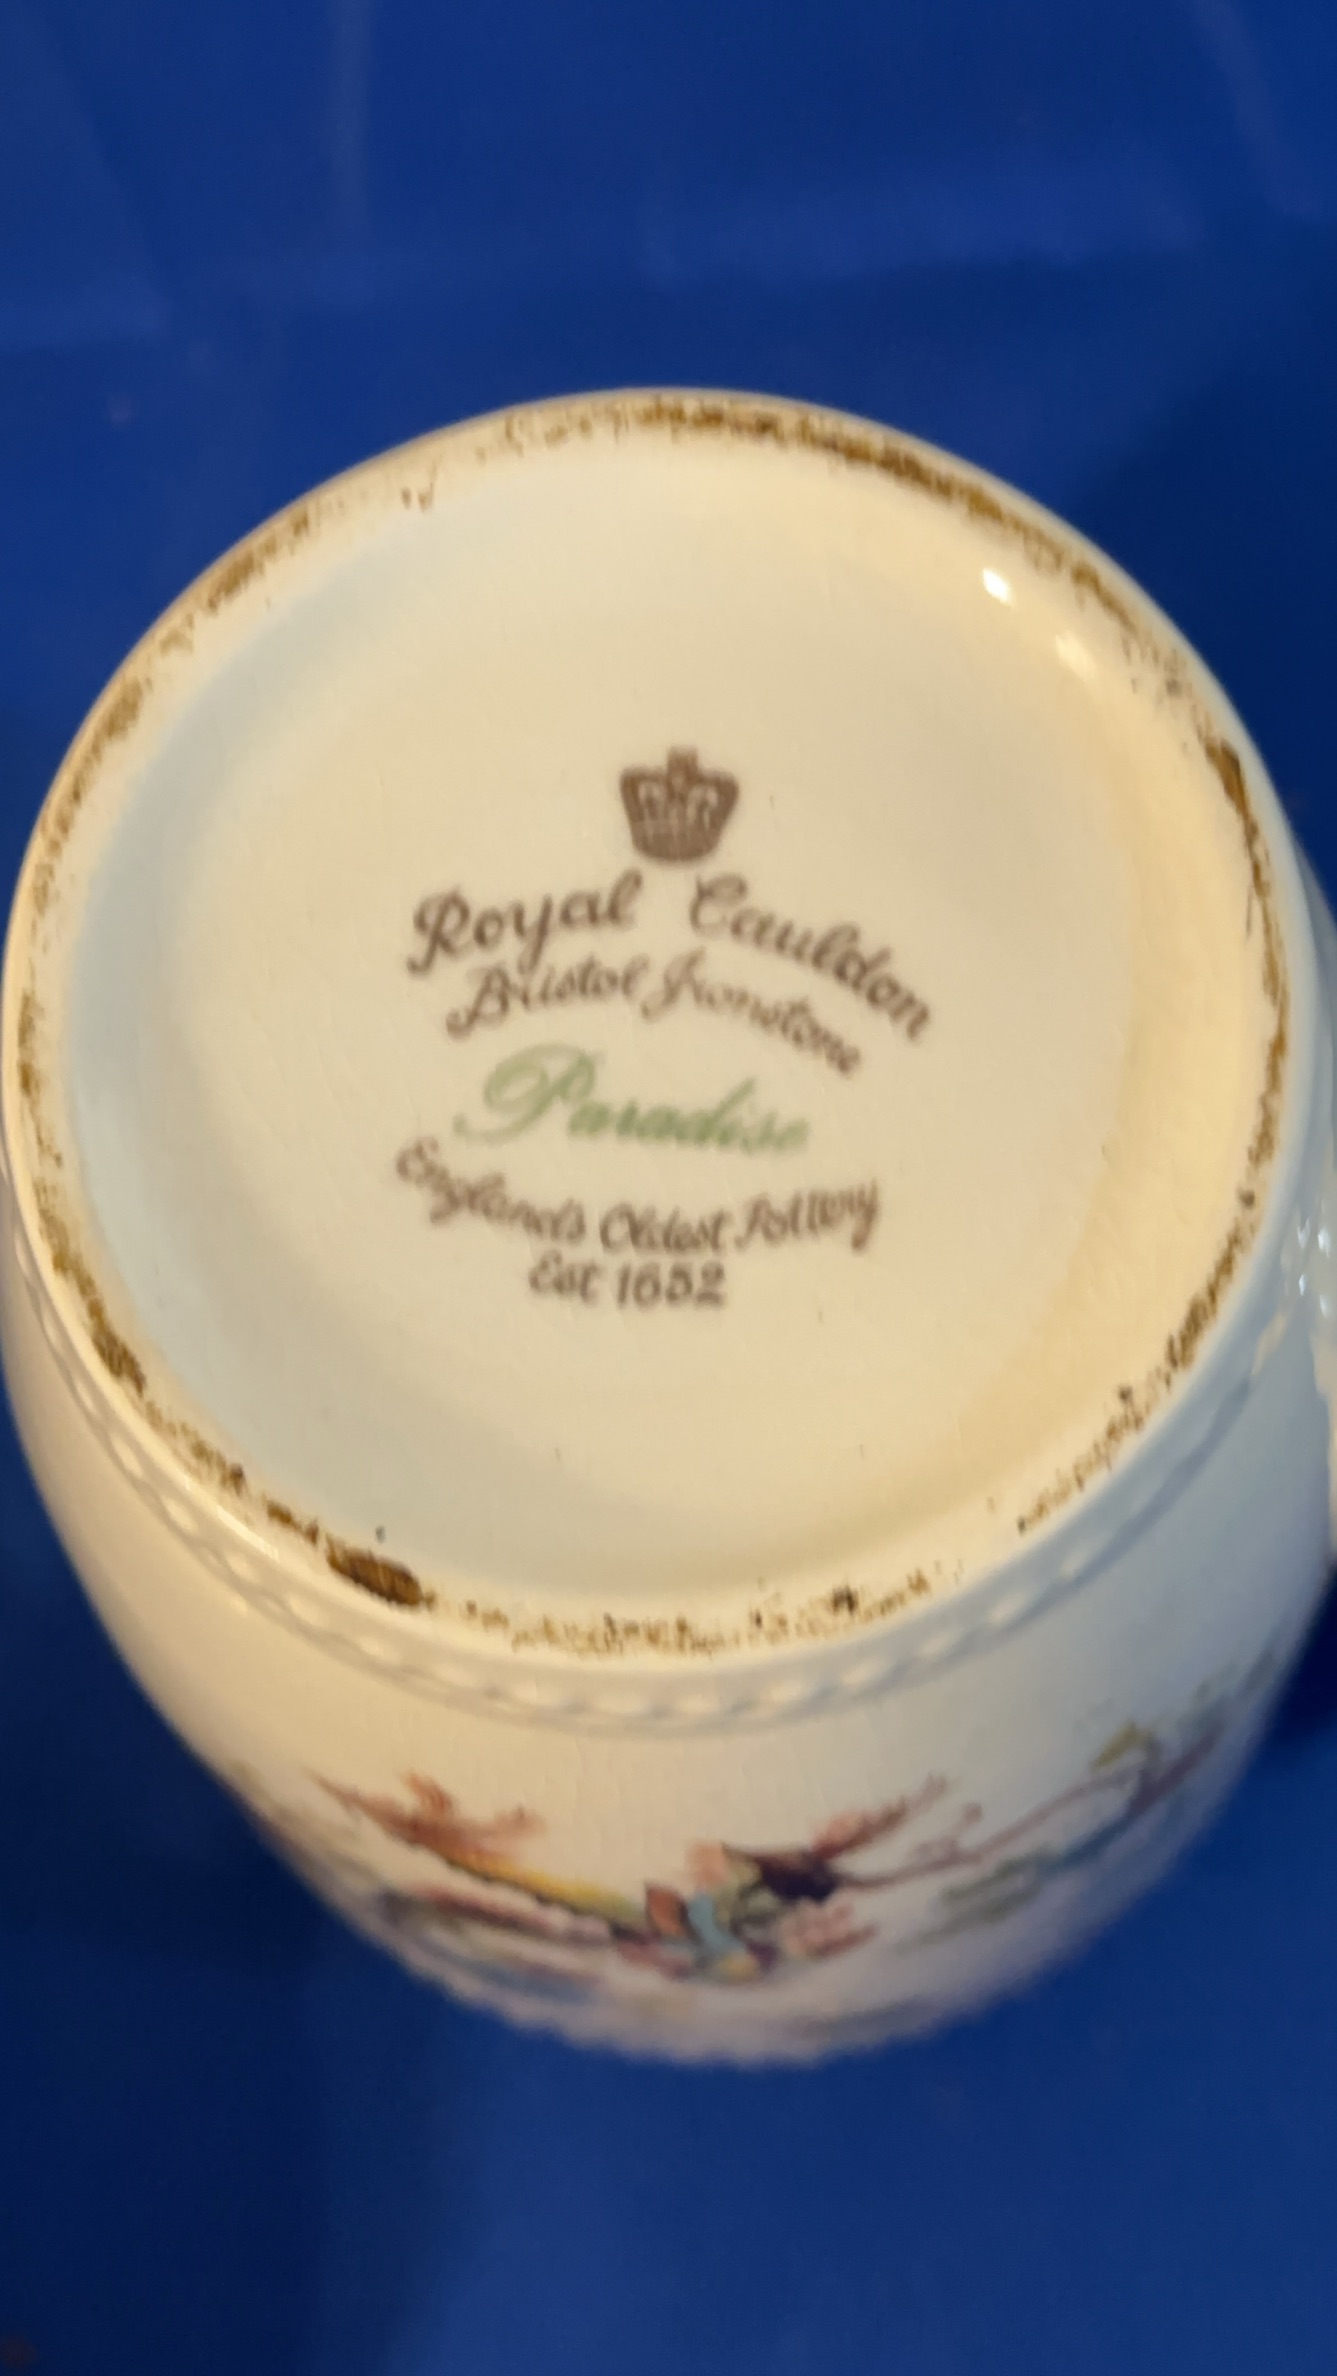 Royal Cauldon
Bristol Ironstone
Paradise
England's Oldest Pottery
Est 1652